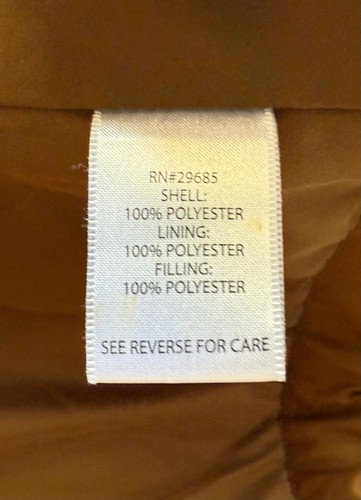 RN#29685
SHELL:
100% POLYESTER
LINING:
100% POLYESTER
FILLING:
100% POLYESTER
SEE REVERSE FOR CARE